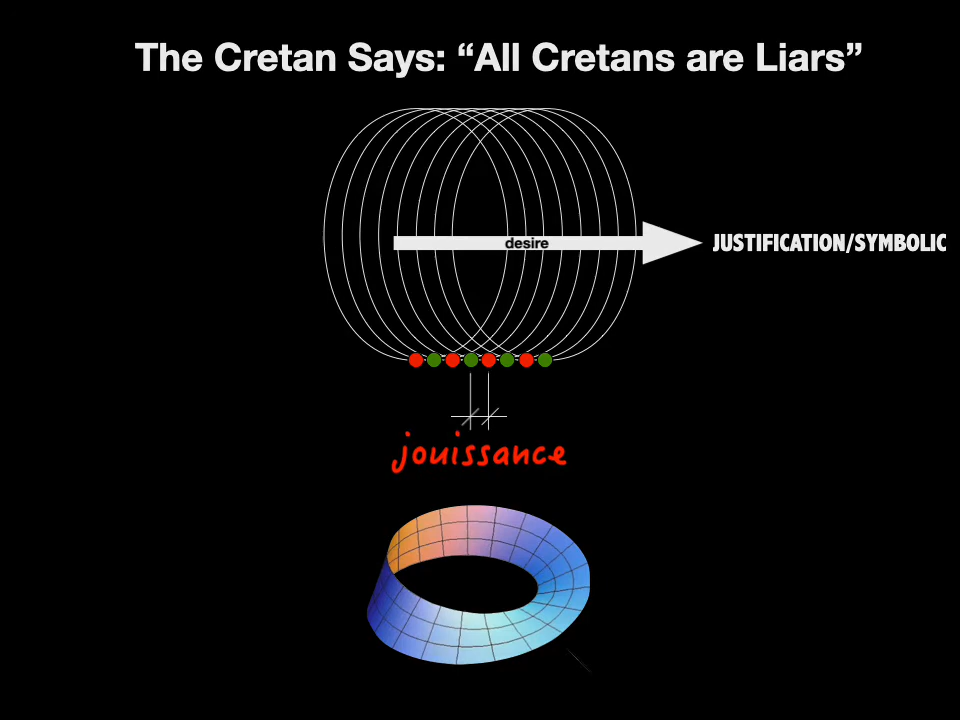 The Cretan Says: “All Cretans are Liars”
desire
JUSTIFICATION/SYMBOLIC
jouissance